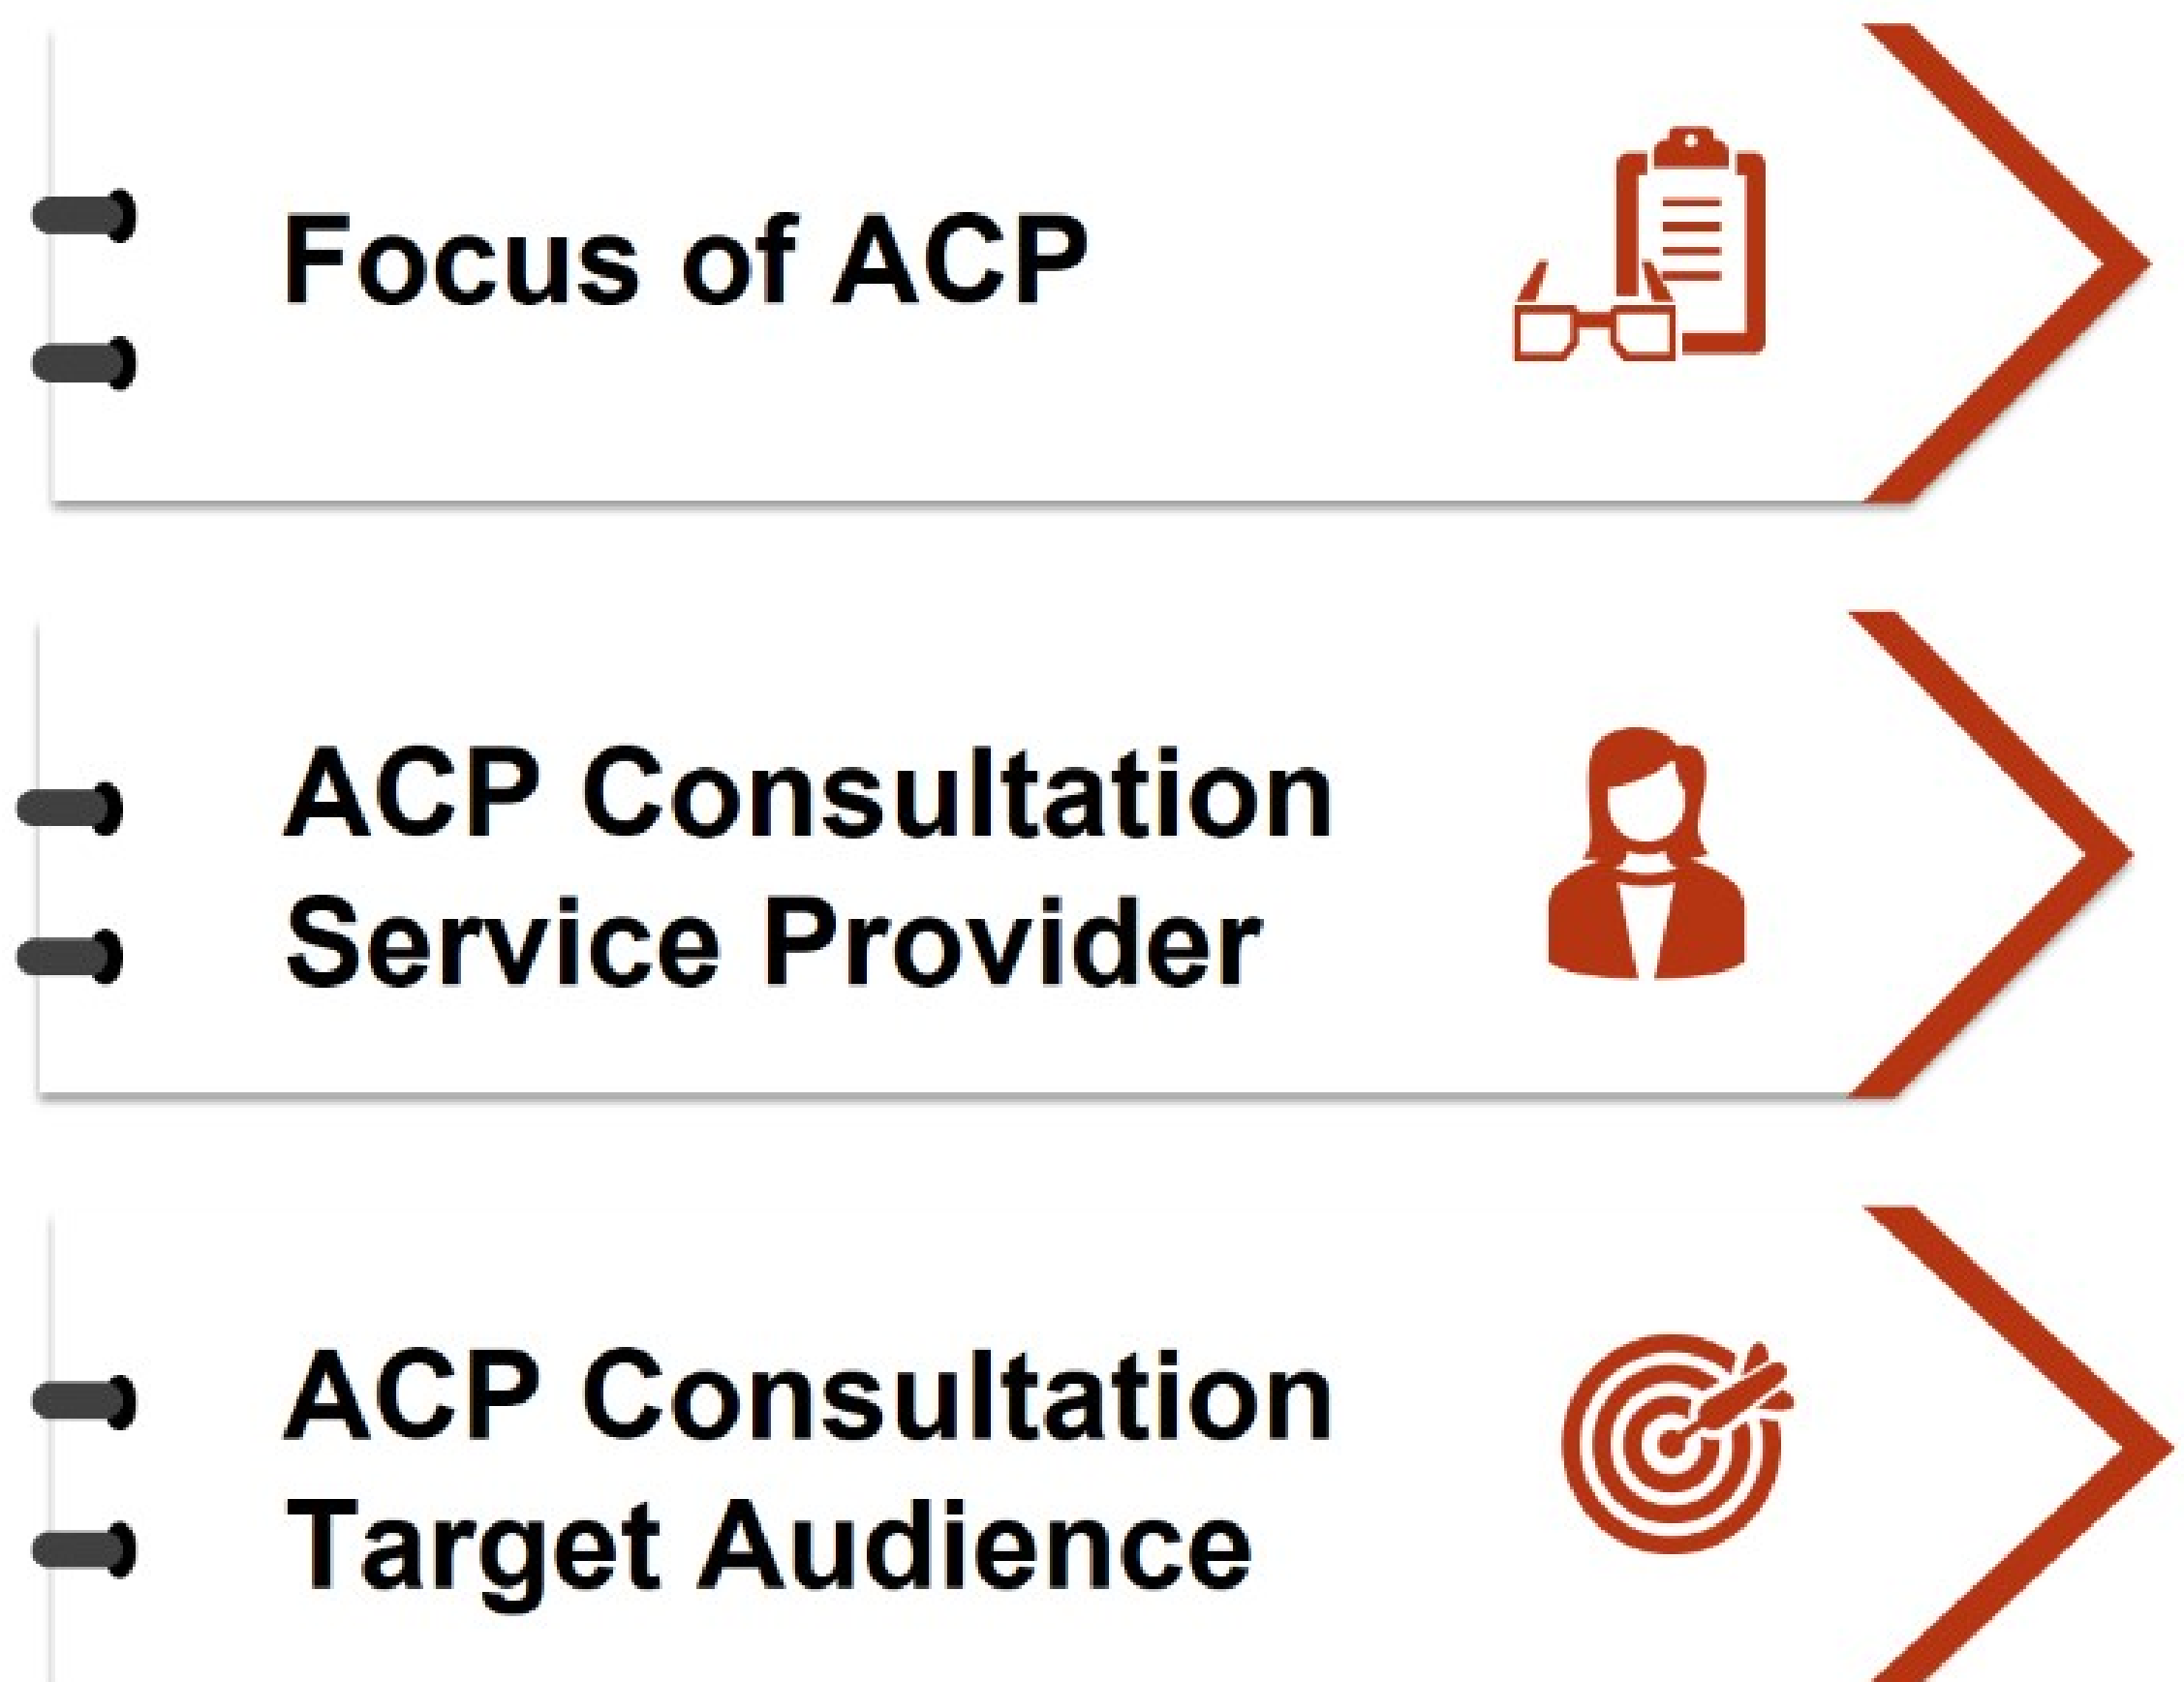 Focus of ACP
ACP Consultation
Service Provider
ACP Consultation
Target Audience